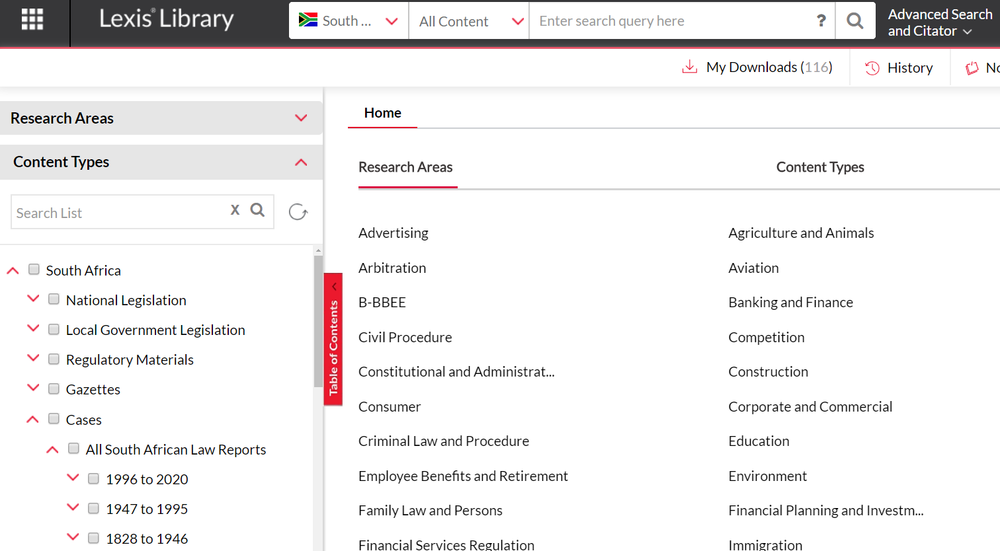 Lexis® Library
South ...
All Content
Enter search query here
?
Advanced Search
and Citator
My Downloads (116)
History
No
Research Areas
Content Types
Search List
X
South Africa
National Legislation
Local Government Legislation
Regulatory Materials
Gazettes
Cases
All South African Law Reports
1996 to 2020
1947 to 1995
1828 to 1946
Table of Contents
Home
Research Areas
Content Types
Advertising
Agriculture and Animals
Arbitration
Aviation
B-BBEE
Banking and Finance
Civil Procedure
Competition
Constitutional and Administrat...
Construction
Consumer
Corporate and Commercial
Criminal Law and Procedure
Education
Employee Benefits and Retirement
Environment
Family Law and Persons
Financial Planning and Investm...
Financial Services Regulation
Immigration